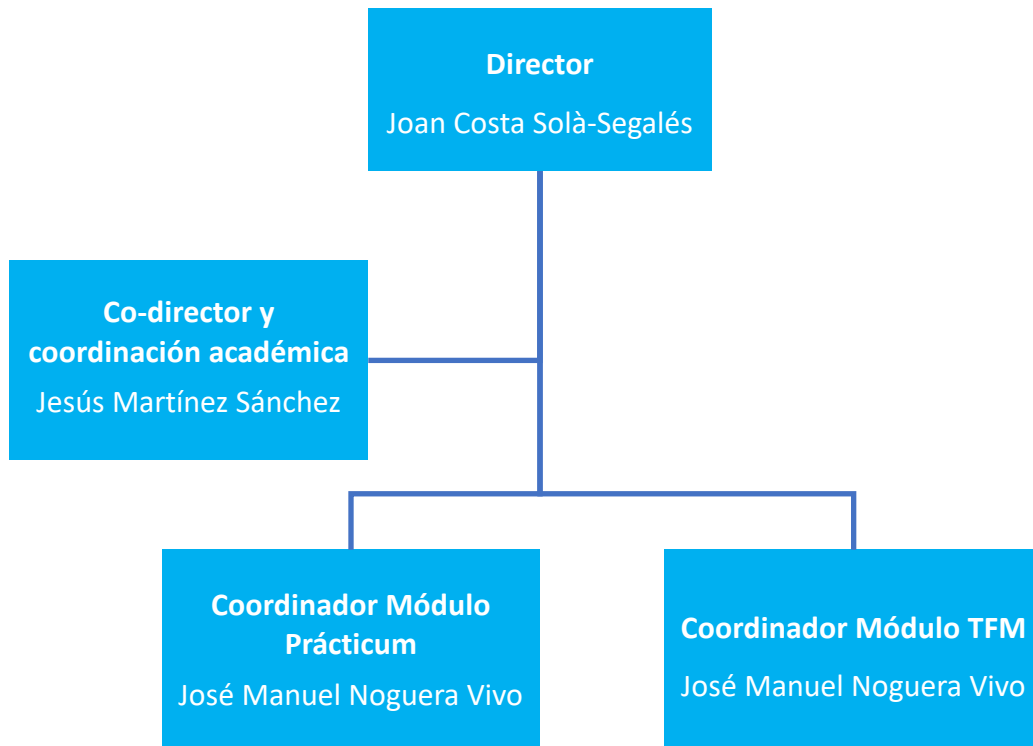 Director
Joan Costa Solà-Segalés
Co-director y
coordinación académica
Jesús Martínez Sánchez
Coordinador Módulo
Prácticum
José Manuel Noguera Vivo
Coordinador Módulo TFM
José Manuel Noguera Vivo